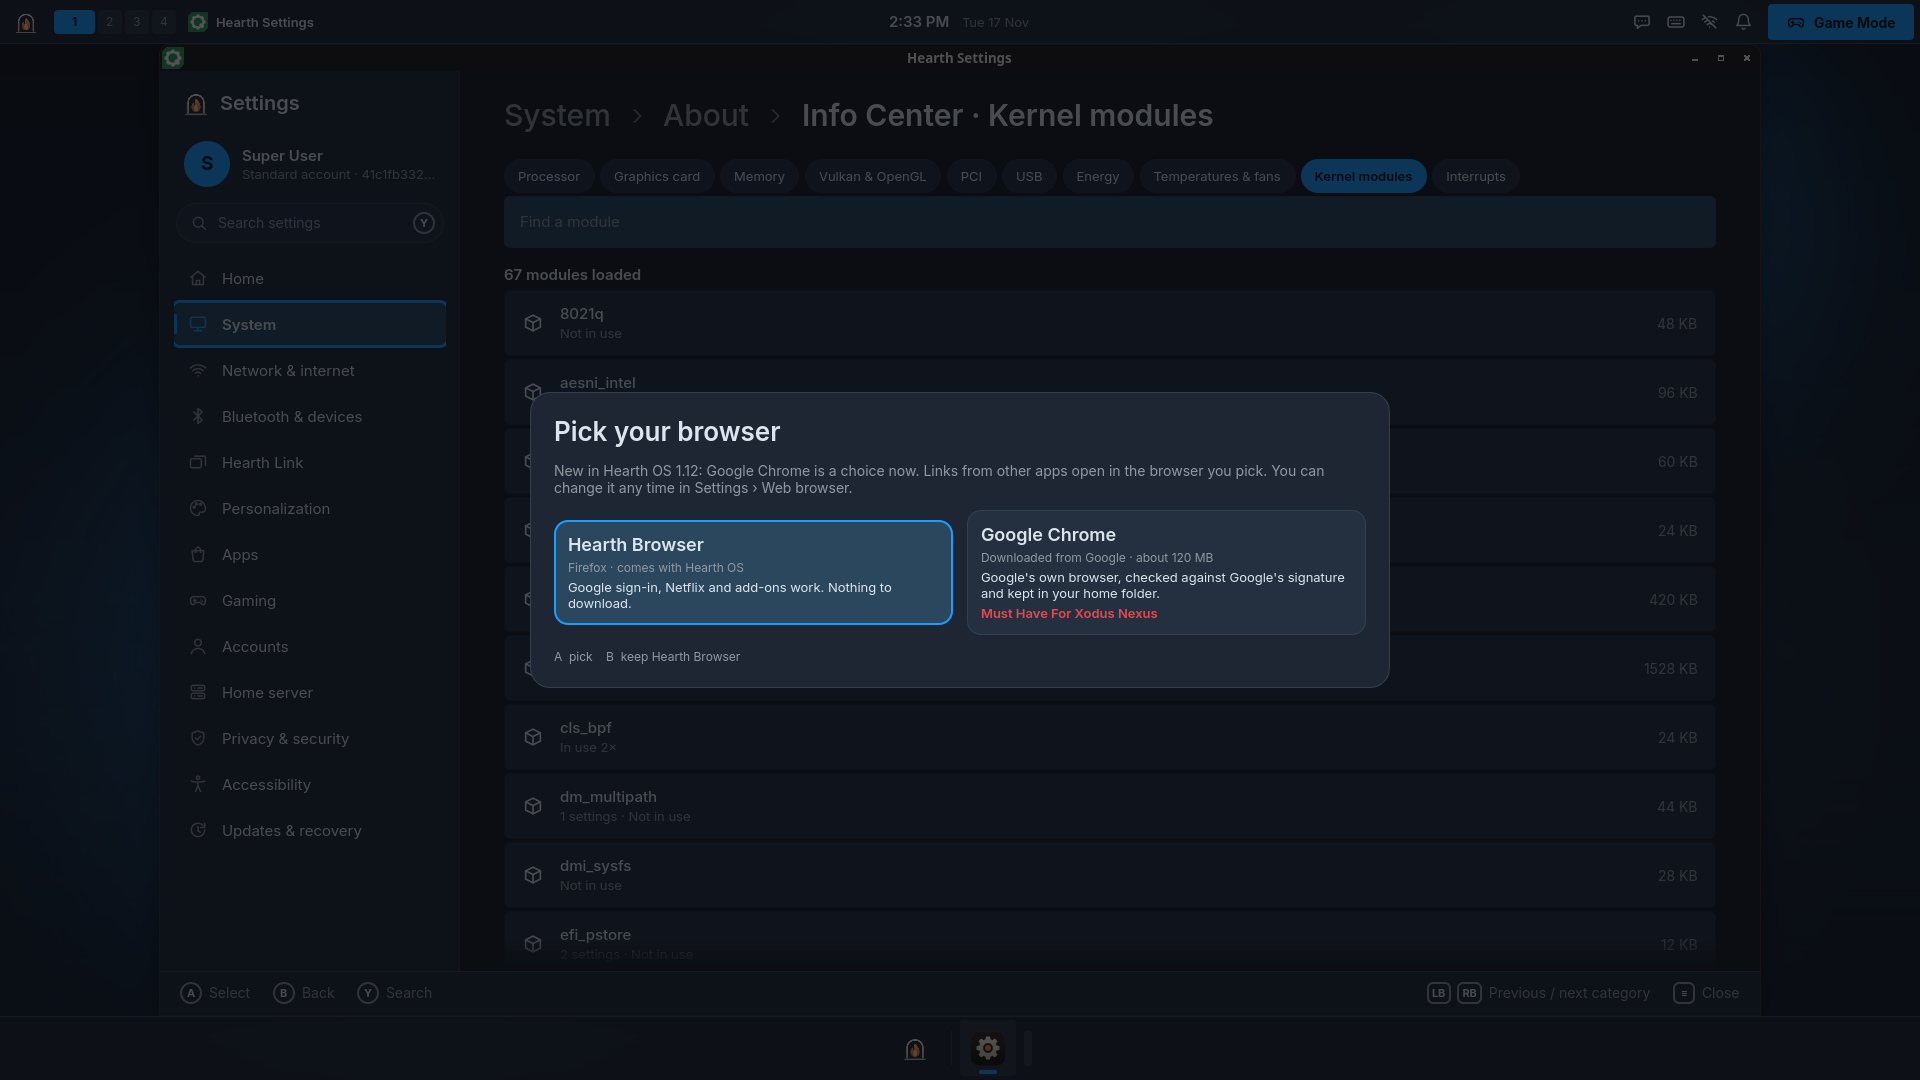 1 2 3 4 Hearth Settings
2:33 PM Tue 17 Nov
Game Mode
Hearth Settings
Settings
S
Super User
Standard account · 41c1fb332...
Search settings Y
Home
System
Network & internet
Bluetooth & devices
Hearth Link
Personalization
Apps
Gaming
Accounts
Home server
Privacy & security
Accessibility
Updates & recovery
System > About > Info Center · Kernel modules
Processor Graphics card Memory Vulkan & OpenGL PCI USB Energy Temperatures & fans Kernel modules Interrupts
Find a module
67 modules loaded
8021q
Not in use
48 KB
aesni_intel
96 KB
60 KB
24 KB
420 KB
1528 KB
Pick your browser
New in Hearth OS 1.12: Google Chrome is a choice now. Links from other apps open in the browser you pick. You can
change it any time in Settings › Web browser.
Hearth Browser
Firefox · comes with Hearth OS
Google sign-in, Netflix and add-ons work. Nothing to
download.
Google Chrome
Downloaded from Google · about 120 MB
Google's own browser, checked against Google's signature
and kept in your home folder.
Must Have For Xodus Nexus
A pick B keep Hearth Browser
cls_bpf
In use 2×
24 KB
dm_multipath
1 settings · Not in use
44 KB
dmi_sysfs
Not in use
28 KB
efi_pstore
2 settings · Not in use
12 KB
A Select B Back Y Search
LB RB Previous / next category ≡ Close